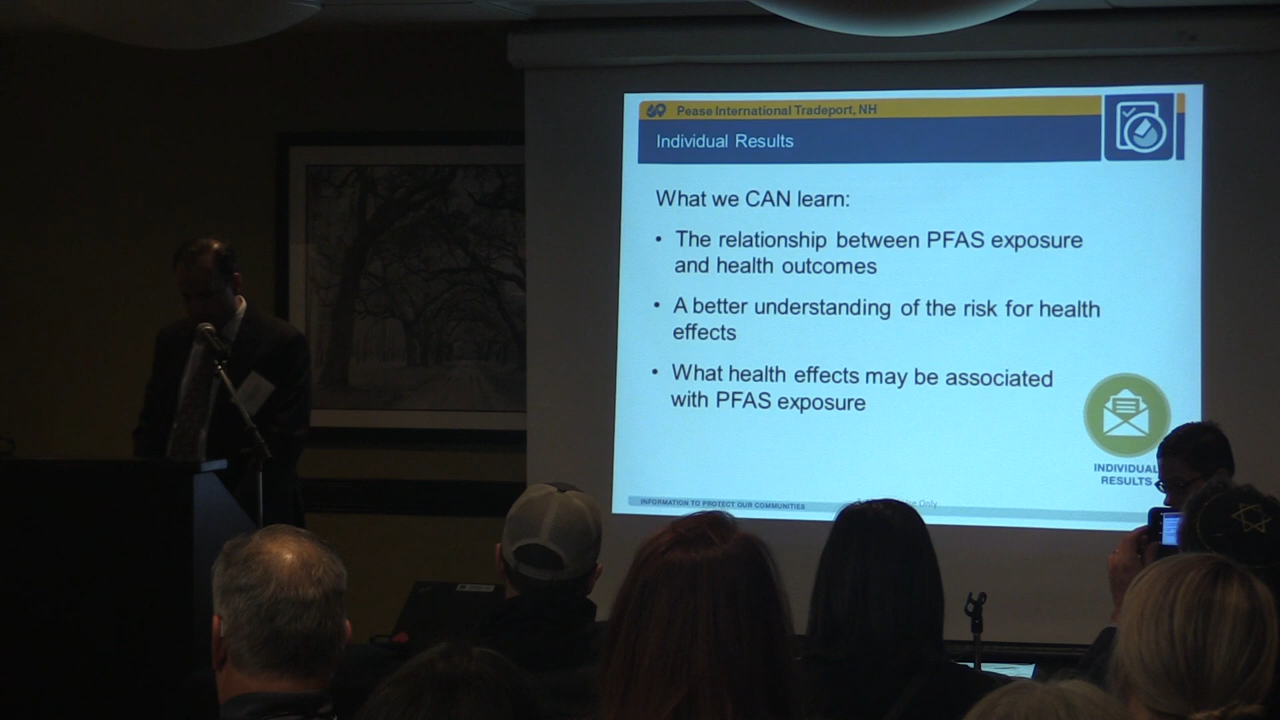 Pease International Tradeport, NH
Individual Results
What we CAN learn:
• The relationship between PFAS exposure
and health outcomes
• A better understanding of the risk for health
effects
• What health effects may be associated
with PFAS exposure
INDIVIDUAL
RESULTS
INFORMATION TO PROTECT OUR COMMUNITIES
Only